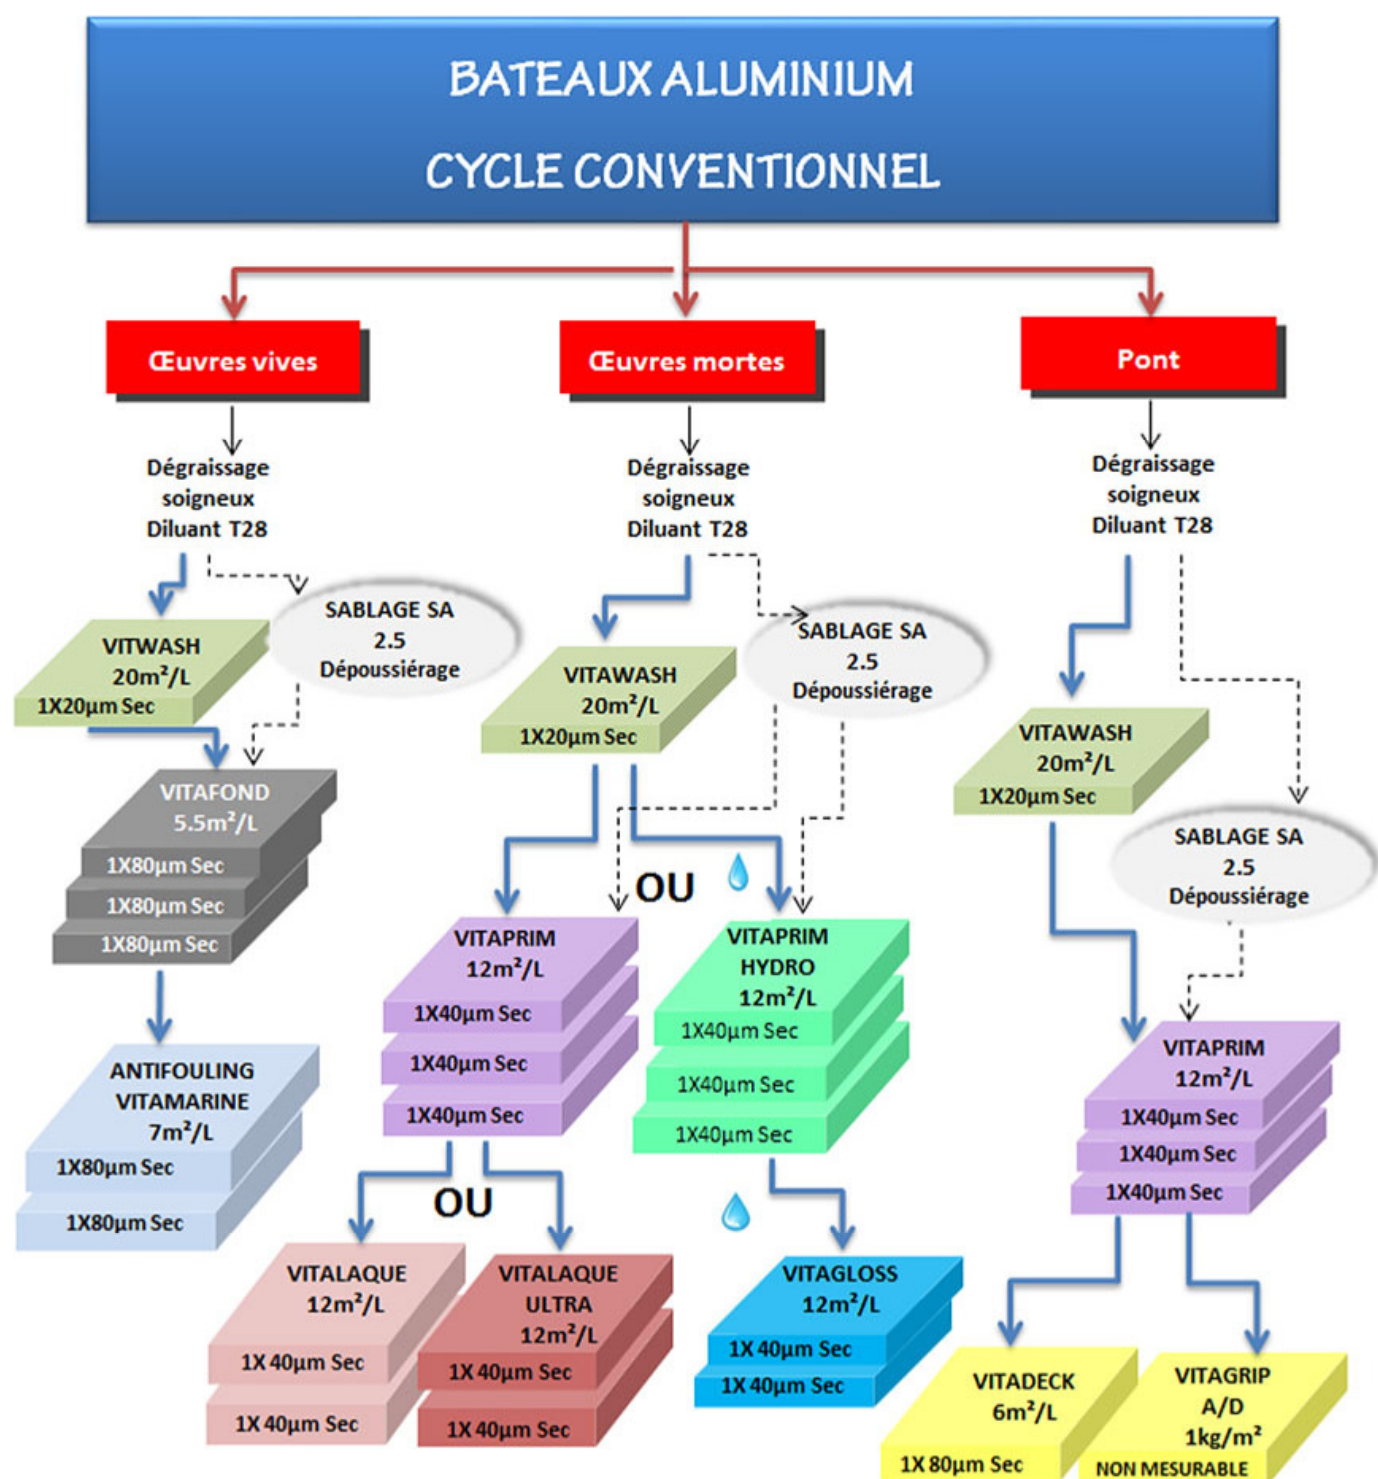 BATEAUX ALUMINIUM
CYCLE CONVENTIONNEL
Œuvres vives
Dégraissage
soigneux
Diluant T28
SABLAGE SA
2.5
Dépoussiérage
VITWASH
20m²/L
1X20µm Sec
VITAFOND
5.5m²/L
1X80µm Sec
1X80µm Sec
1X80µm Sec
ANTIFOULING
VITAMARINE
7m²/L
1X80µm Sec
1X80µm Sec
Œuvres mortes
Dégraissage
soigneux
Diluant T28
SABLAGE SA
2.5
Dépoussiérage
VITAWASH
20m²/L
1X20µm Sec
OU
VITAPRIM
12m²/L
1X40µm Sec
1X40µm Sec
1X40µm Sec
VITAPRIM
HYDRO
12m²/L
1X40µm Sec
1X40µm Sec
1X40µm Sec
OU
VITALAQUE
12m²/L
1X 40µm Sec
1X 40µm Sec
VITALAQUE
ULTRA
12m²/L
1X 40µm Sec
1X 40µm Sec
VITAGLOSS
12m²/L
1X 40µm Sec
1X 40µm Sec
Pont
Dégraissage
soigneux
Diluant T28
VITAWASH
20m²/L
1X20µm Sec
SABLAGE SA
2.5
Dépoussiérage
VITAPRIM
12m²/L
1X40µm Sec
1X40µm Sec
1X40µm Sec
VITADECK
6m²/L
1X 80µm Sec
VITAGRIP
A/D
1kg/m²
NON MESURABLE